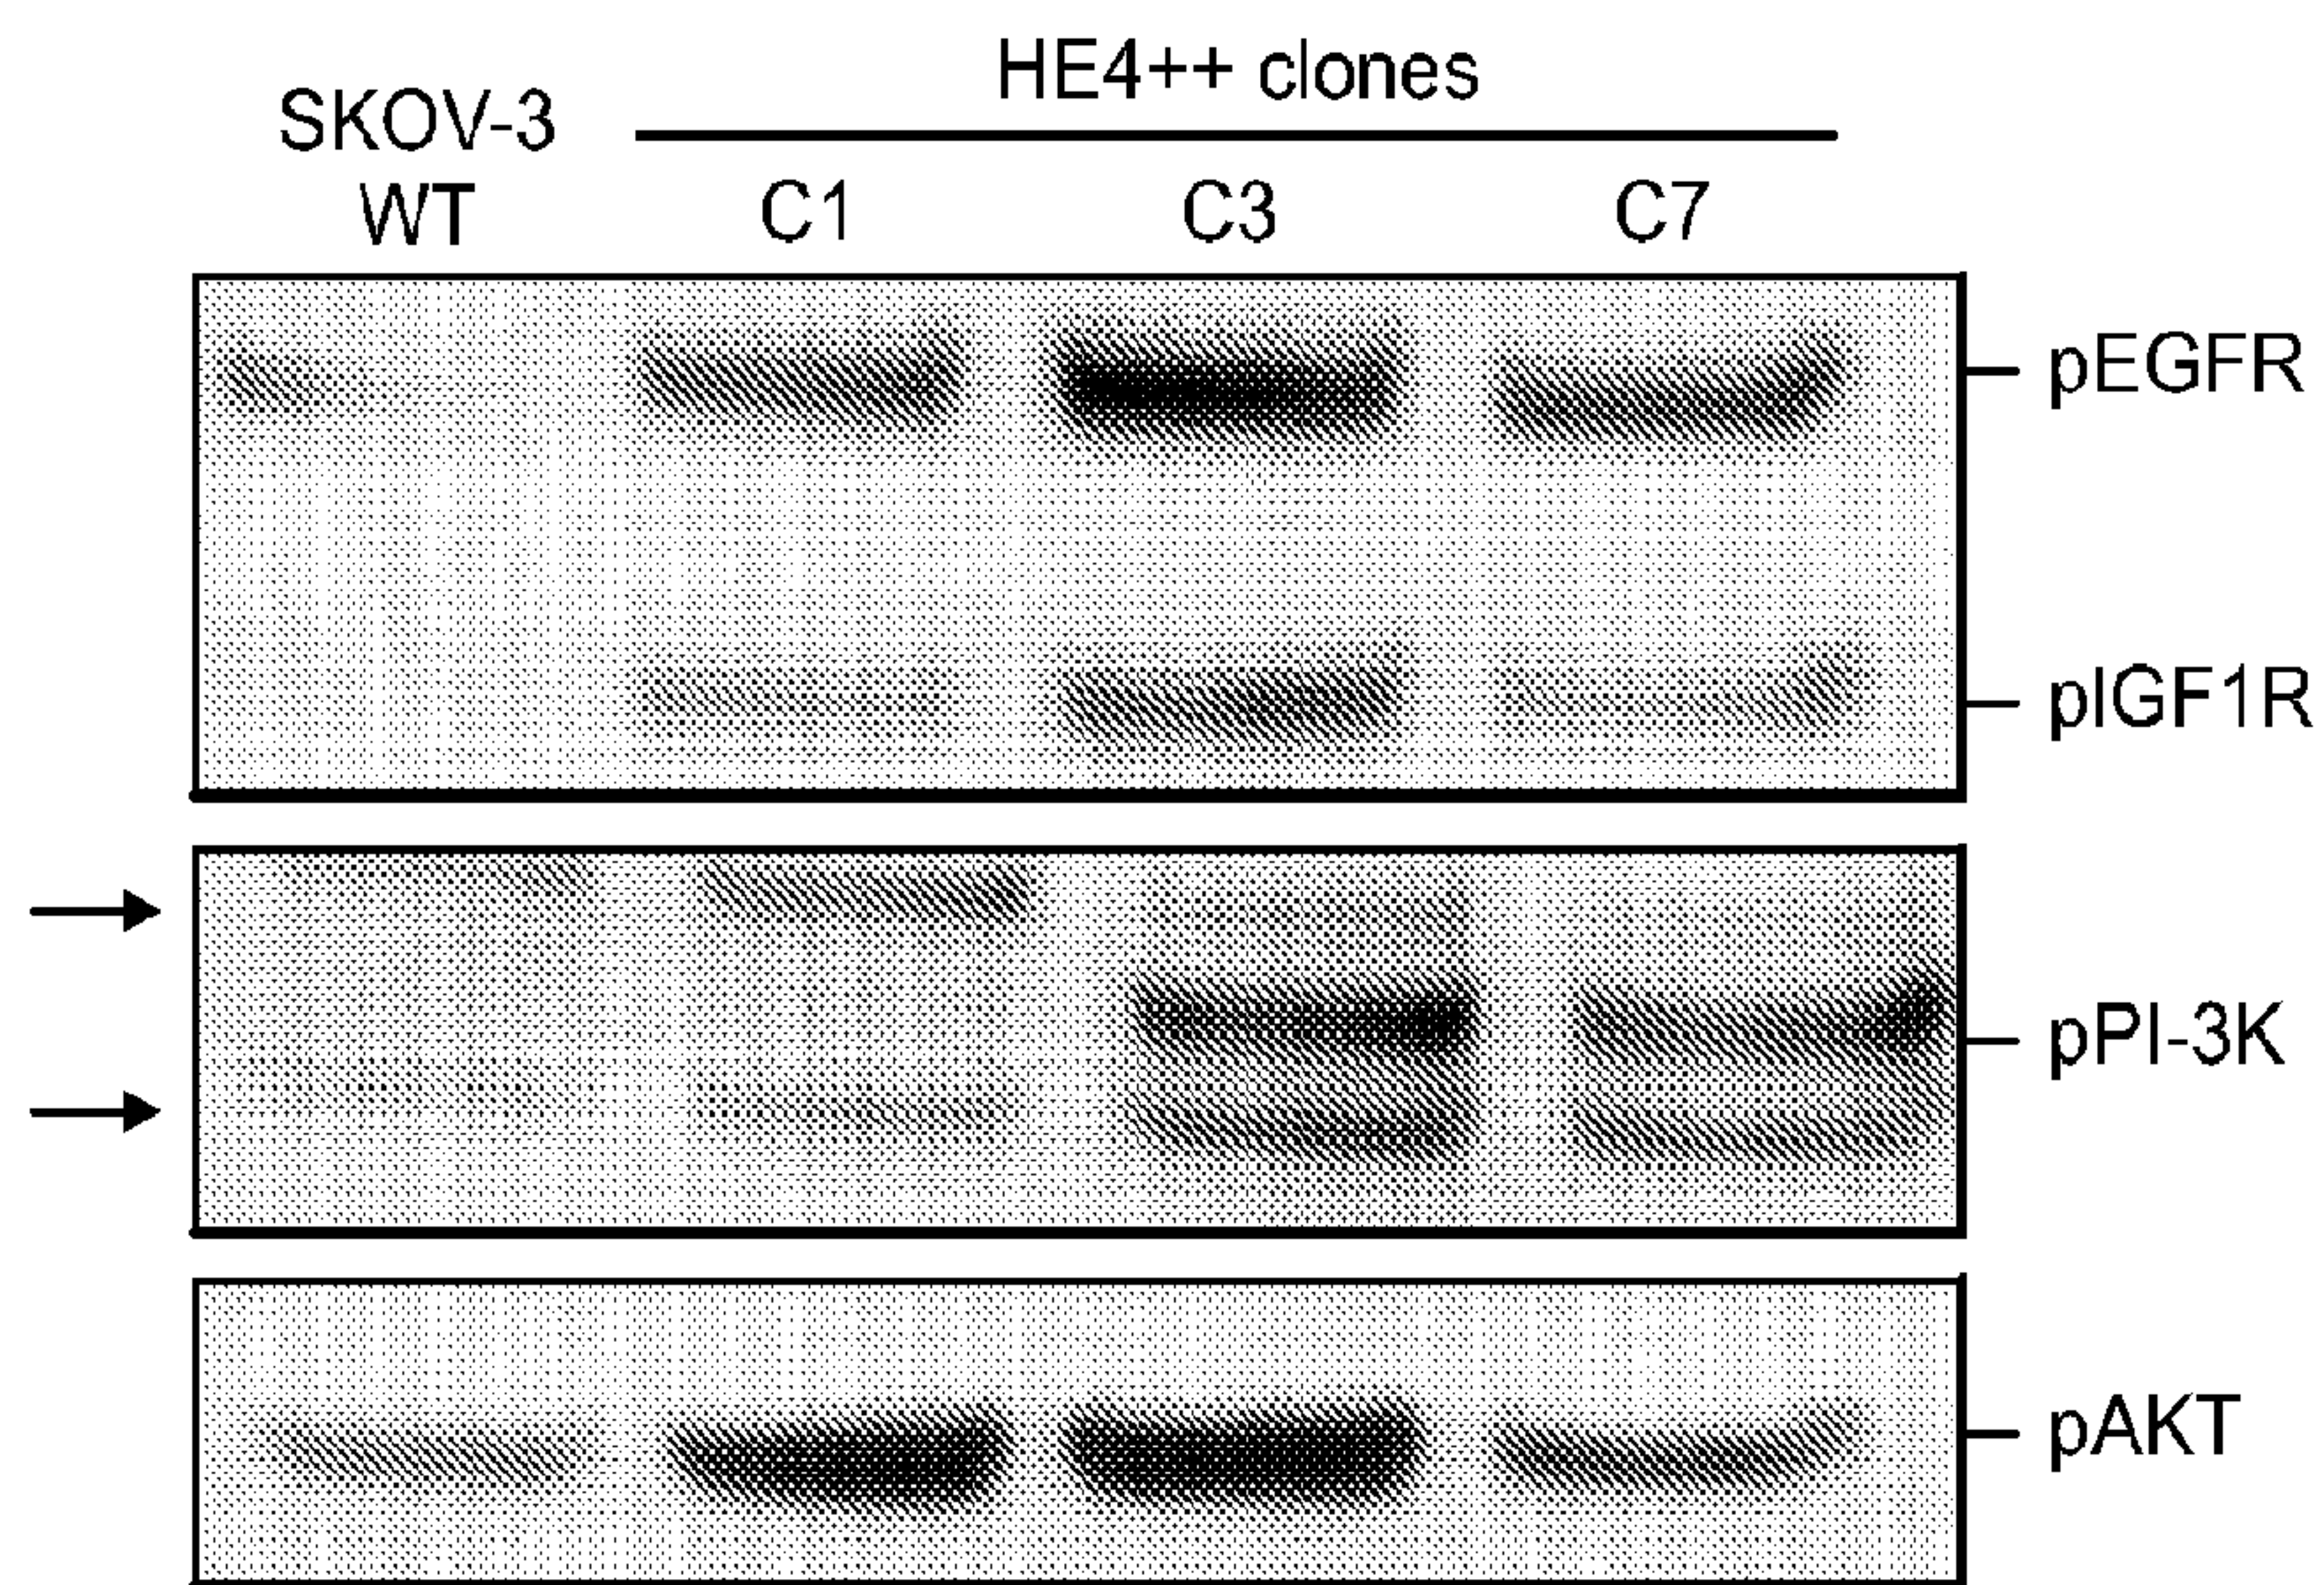 HE4++ clones
SKOV-3
WT C1 C3 C7
pEGFR
pIGF1R
pPI-3K
pAKT